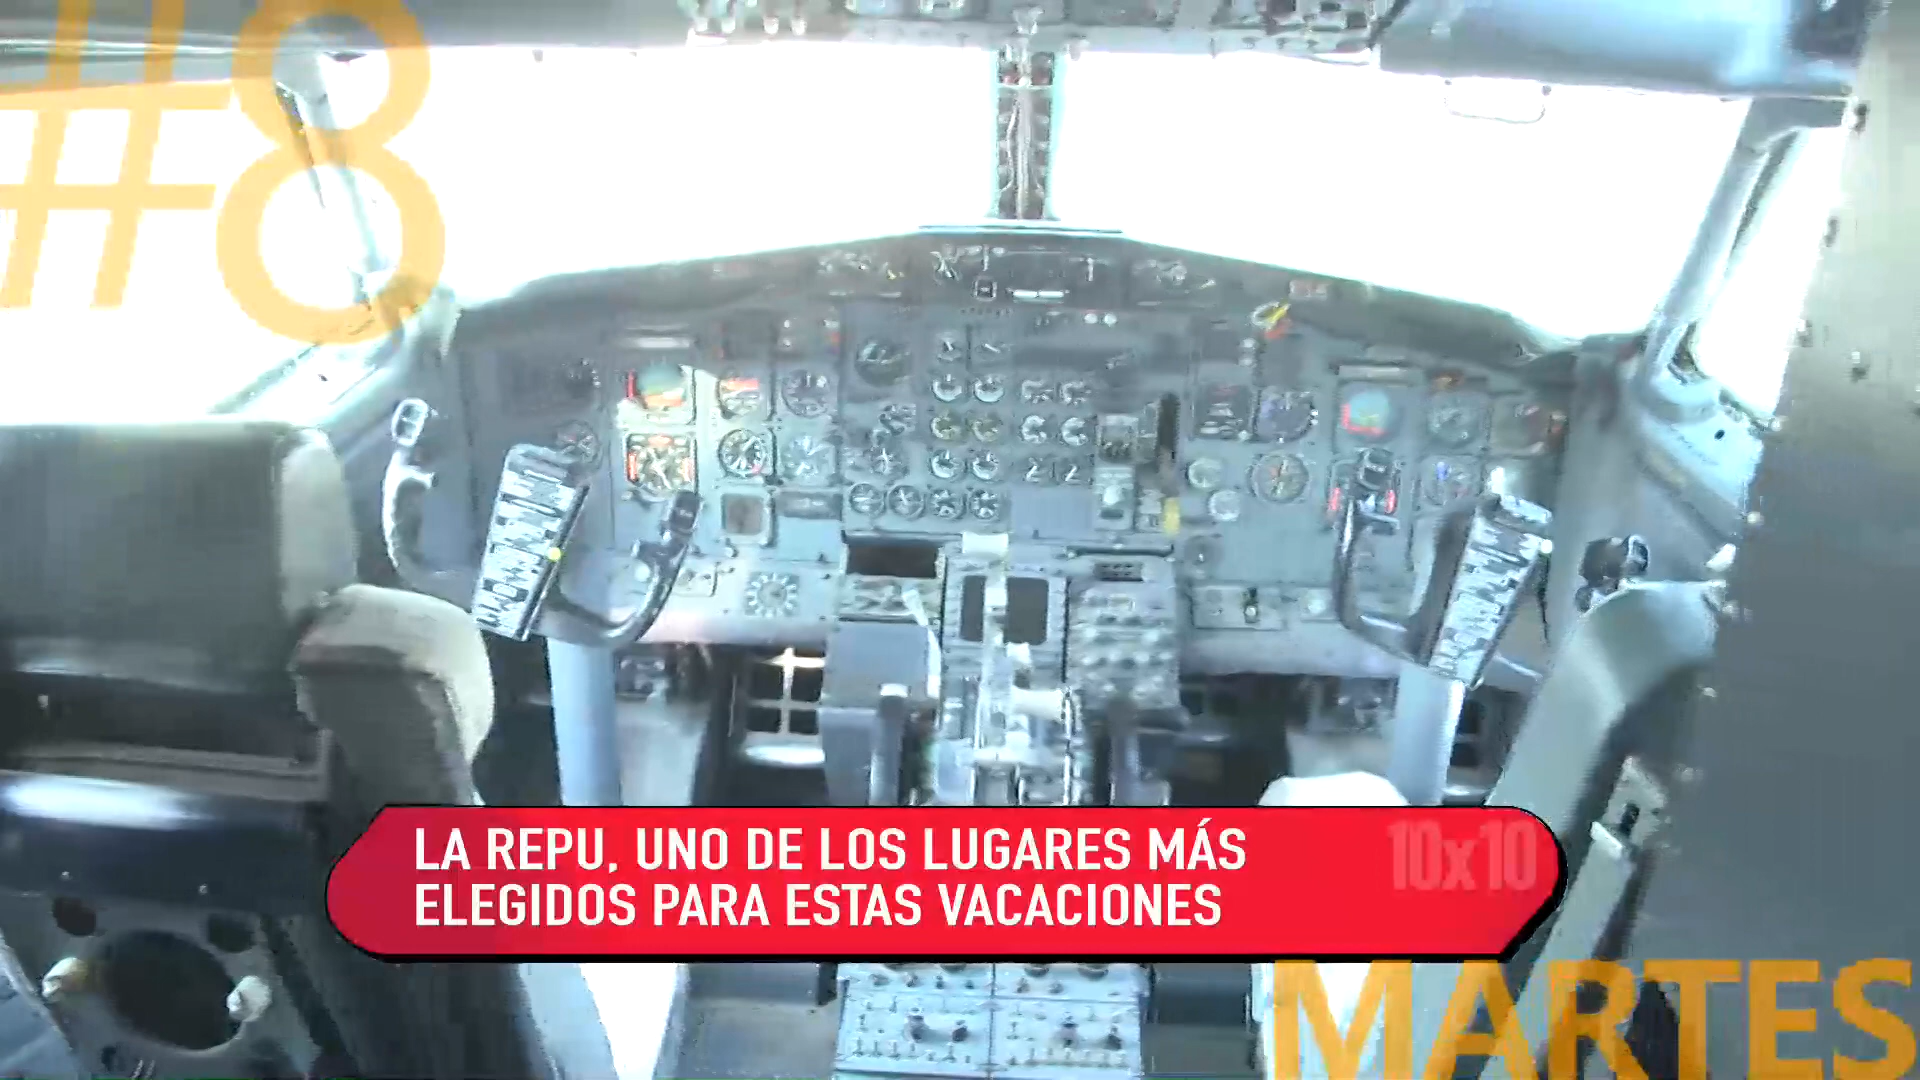 #8
LA REPU, UNO DE LOS LUGARES MÁS
10x10
ELEGIDOS PARA ESTAS VACACIONES
MARTES